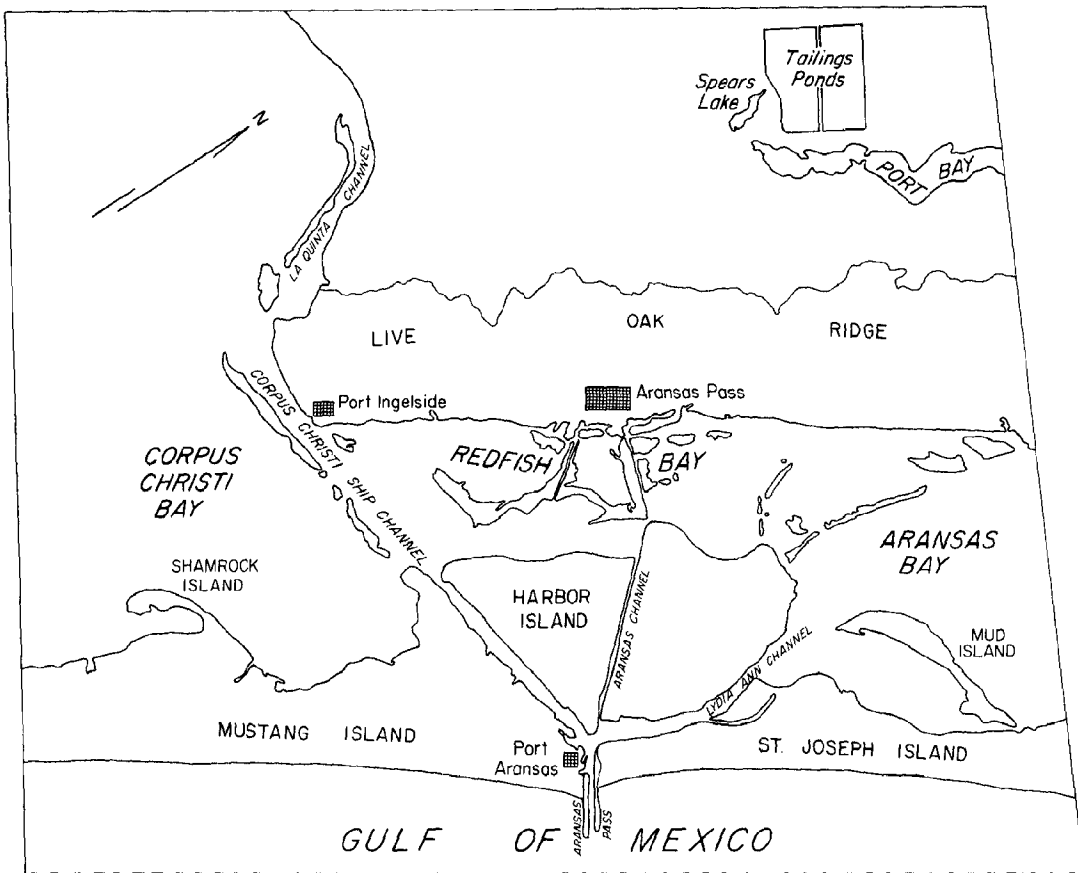 Tailings
Ponds
Spears
Lake
N
PORT BAY
LA QUINTA CHANNEL
LIVE OAK RIDGE
CORPUS CHRISTI SHIP CHANNEL
Port Ingelside
Aransas Pass
REDFISH BAY
CORPUS
CHRISTI
BAY
ARANSAS
BAY
SHAMROCK
ISLAND
HARBOR
ISLAND
ARANSAS CHANNEL
LYDIA ANN CHANNEL
MUD
ISLAND
MUSTANG ISLAND
Port
Aransas
ST. JOSEPH ISLAND
ARANSAS PASS
GULF OF MEXICO